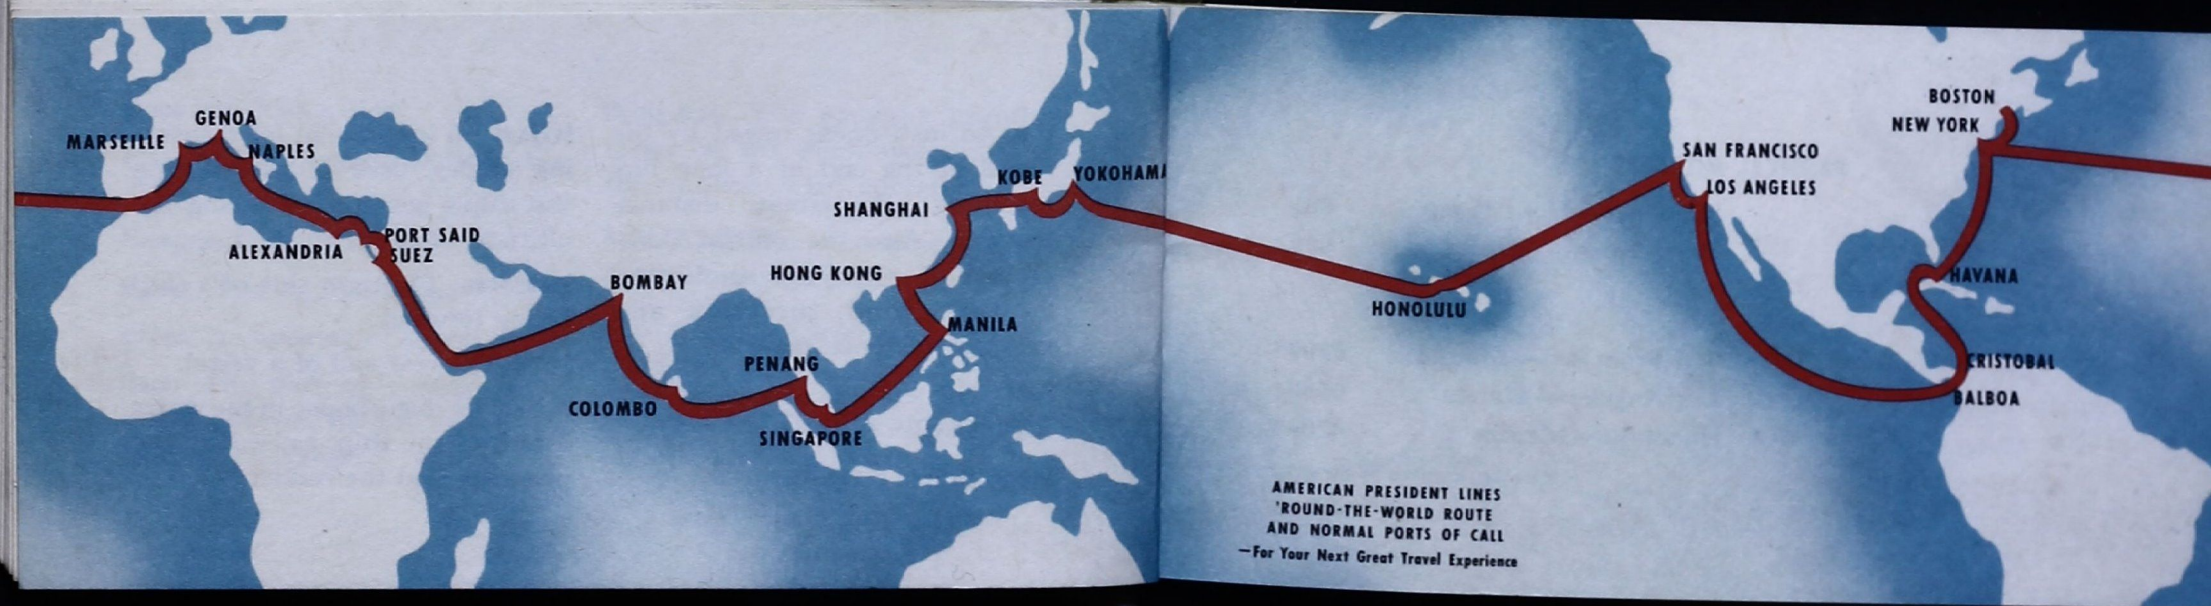 GENOA
MARSEILLE
NAPLES
ALEXANDRIA
PORT SAID
SUEZ
BOMBAY
COLOMBO
PENANG
SINGAPORE
MANILA
HONG KONG
SHANGHAI
KOBE
YOKOHAMA
HONOLULU
SAN FRANCISCO
LOS ANGELES
BOSTON
NEW YORK
HAVANA
CRISTOBAL
BALBOA
AMERICAN PRESIDENT LINES
'ROUND-THE-WORLD ROUTE
AND NORMAL PORTS OF CALL
—For Your Next Great Travel Experience